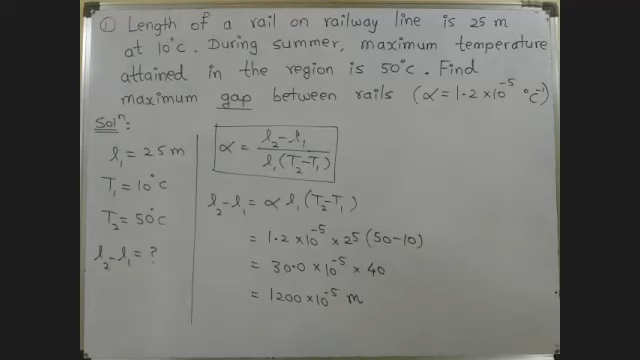 ① Length of a rail on railway line is 25 m
at 10°c. During summer, maximum temperature
attained in the region is 50°c. Find
maximum gap between rails (α = 1.2 × 10⁻⁵ °c⁻¹)
Solⁿ:
l₁ = 25 m
T₁ = 10°C
T₂ = 50°C
l₂ - l₁ = ?
α = (l₂ - l₁) / (l₁ (T₂ - T₁))
l₂ - l₁ = α l₁ (T₂ - T₁)
= 1.2 × 10⁻⁵ × 25 (50 - 10)
= 30.0 × 10⁻⁵ × 40
= 1200 × 10⁻⁵ m